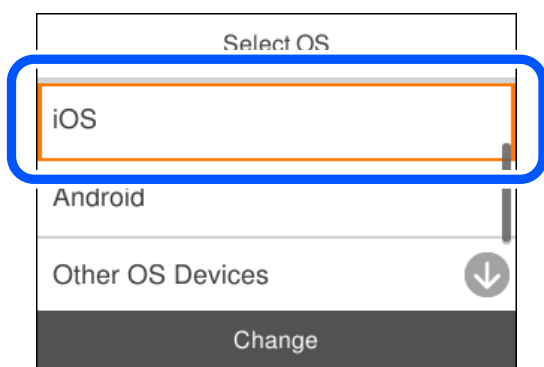 Select OS
iOS
Android
Other OS Devices
Change